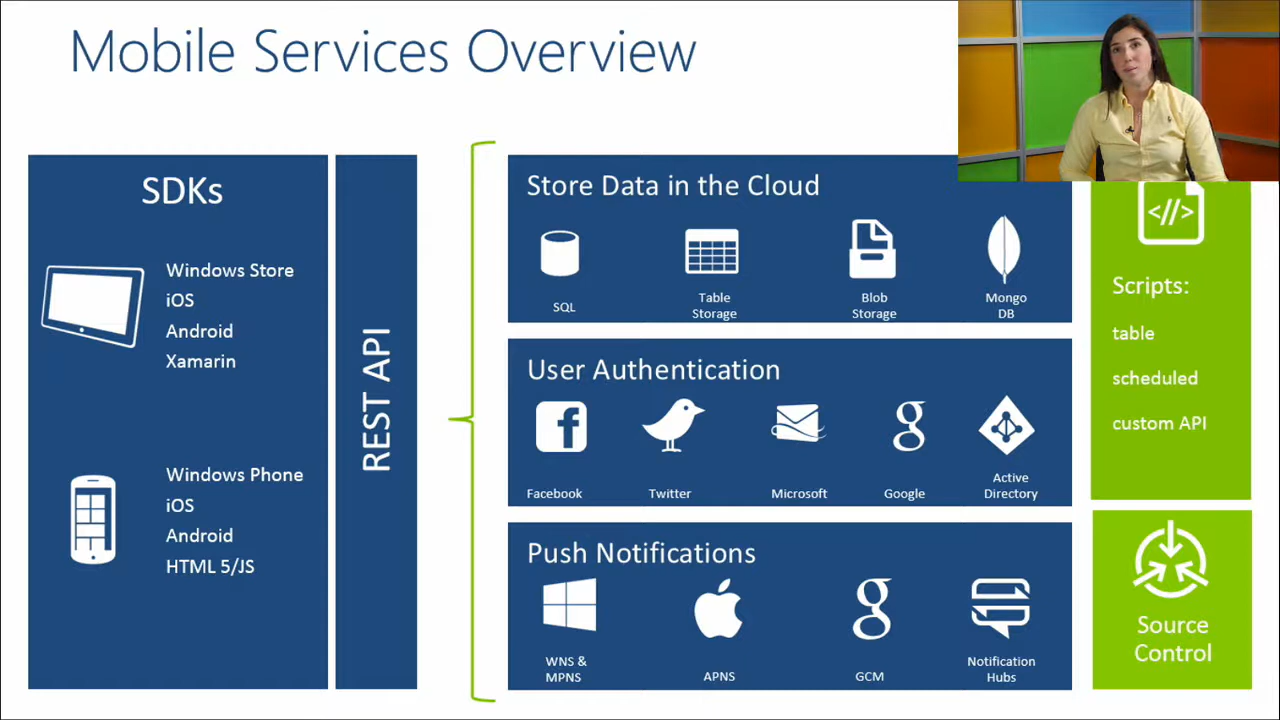 Mobile Services Overview
SDKs
Windows Store
iOS
Android
Xamarin
Windows Phone
iOS
Android
HTML 5/JS
REST API
Store Data in the Cloud
SQL
Table
Storage
Blob
Storage
Mongo
DB
User Authentication
Facebook
Twitter
Microsoft
Google
Active
Directory
Push Notifications
WNS &
MPNS
APNS
GCM
Notification
Hubs
</>
Scripts:
table
scheduled
custom API
Source
Control